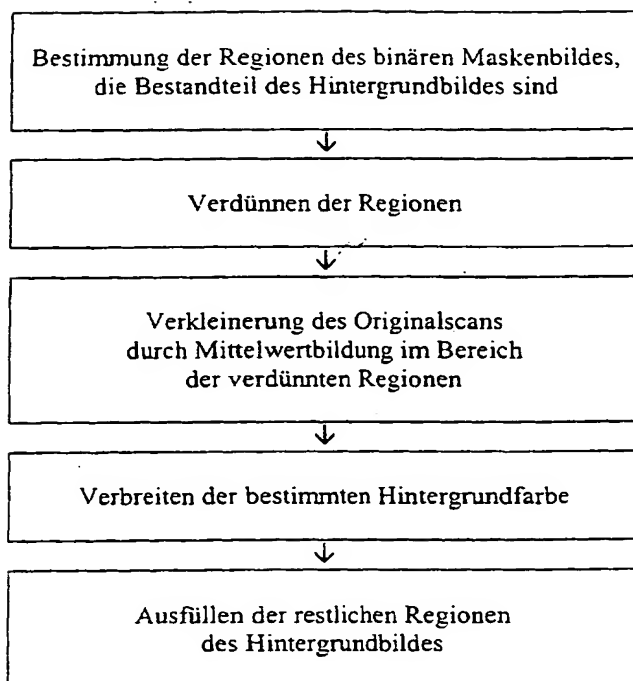 Bestimmung der Regionen des binären Maskenbildes,
die Bestandteil des Hintergrundbildes sind
Verdünnen der Regionen
Verkleinerung des Originalscans
durch Mittelwertbildung im Bereich
der verdünnten Regionen
Verbreiten der bestimmten Hintergrundfarbe
Ausfüllen der restlichen Regionen
des Hintergrundbildes